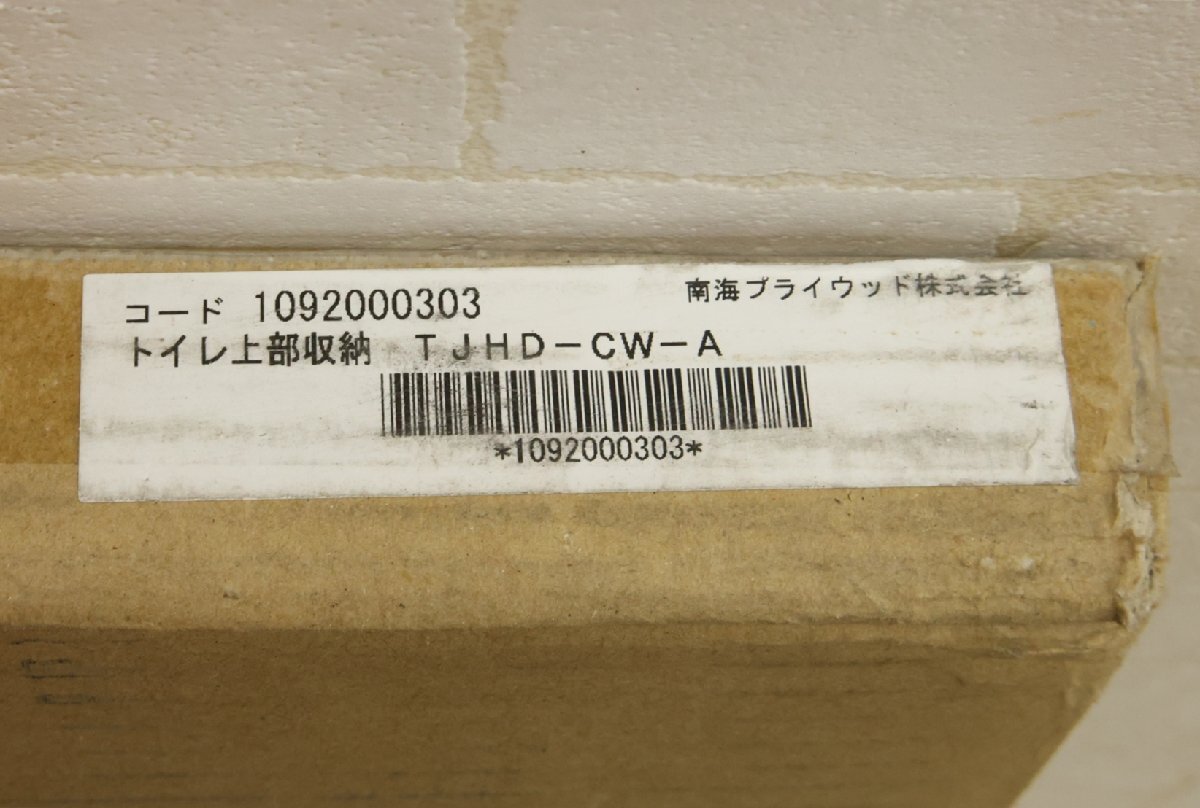 コード 1092000303
南海プライウッド株式会社
トイレ上部収納 TJHD-CW-A
*1092000303*